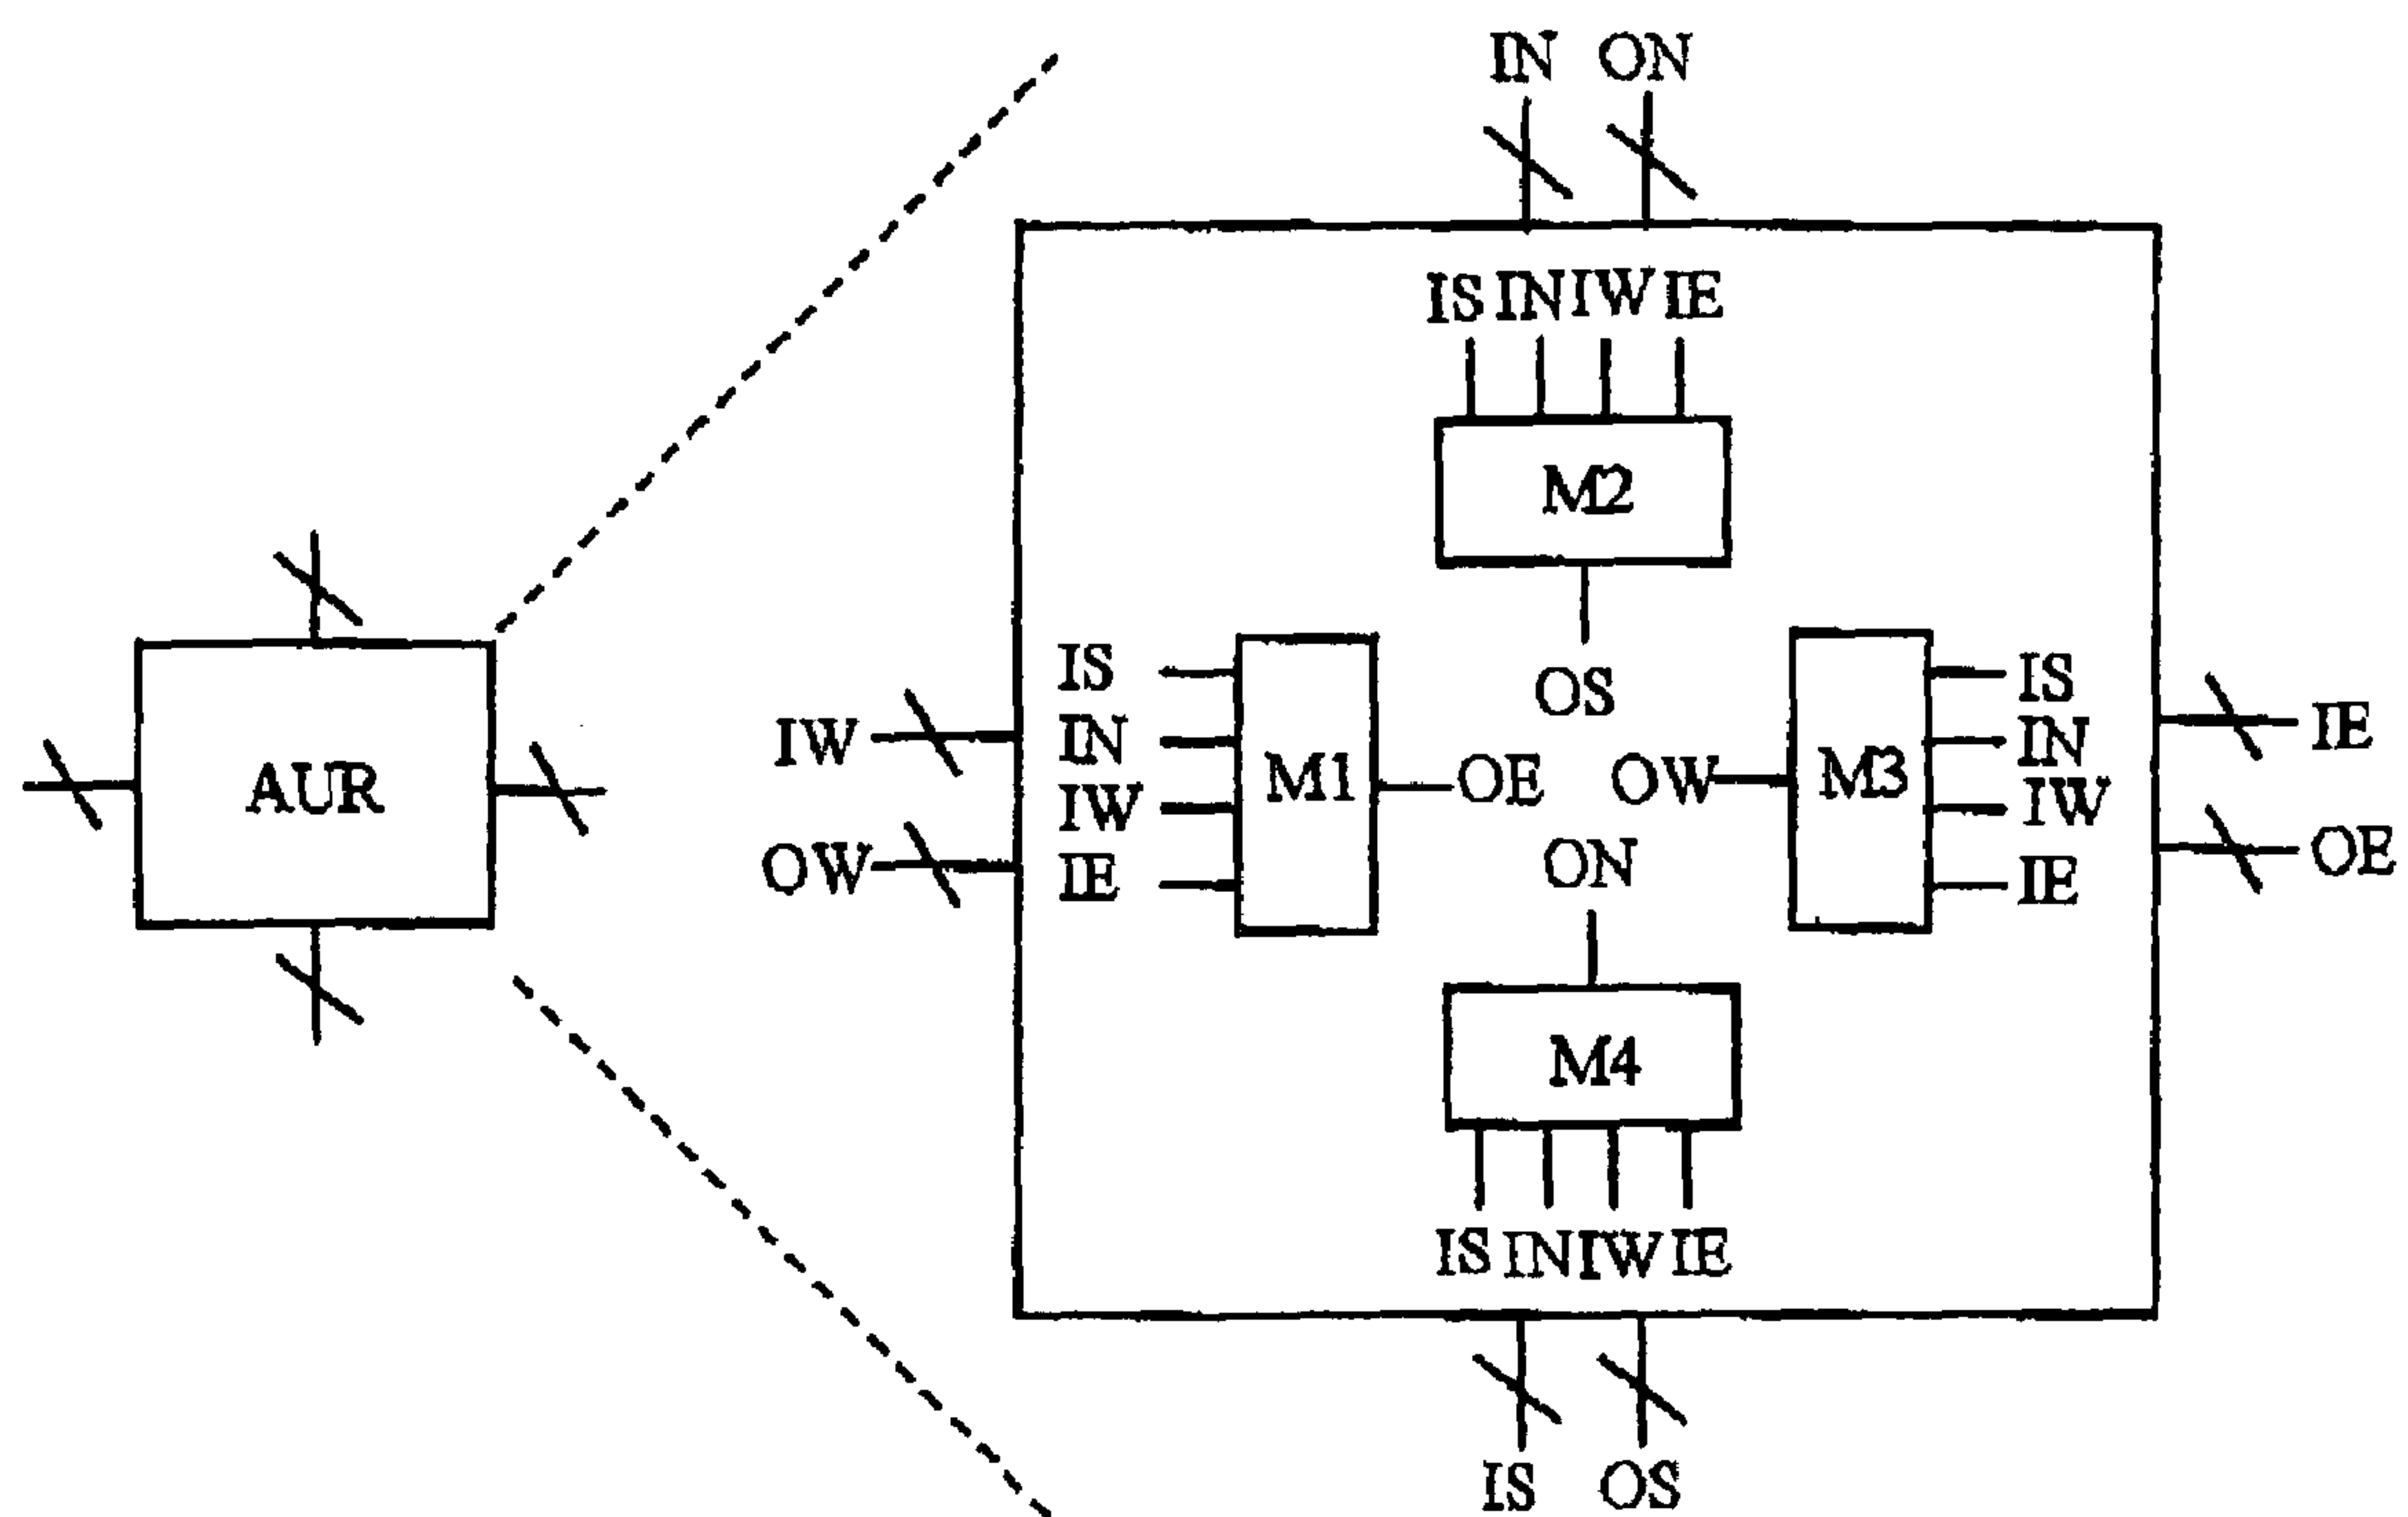 IN ON
IS IN IW IE
M2
OS
IS
IN
IW
IE
IW
OW
M1
OE
OW
M3
IS
IN
IW
IE
IE
OE
AUR
ON
M4
IS IN IW IE
IS OS